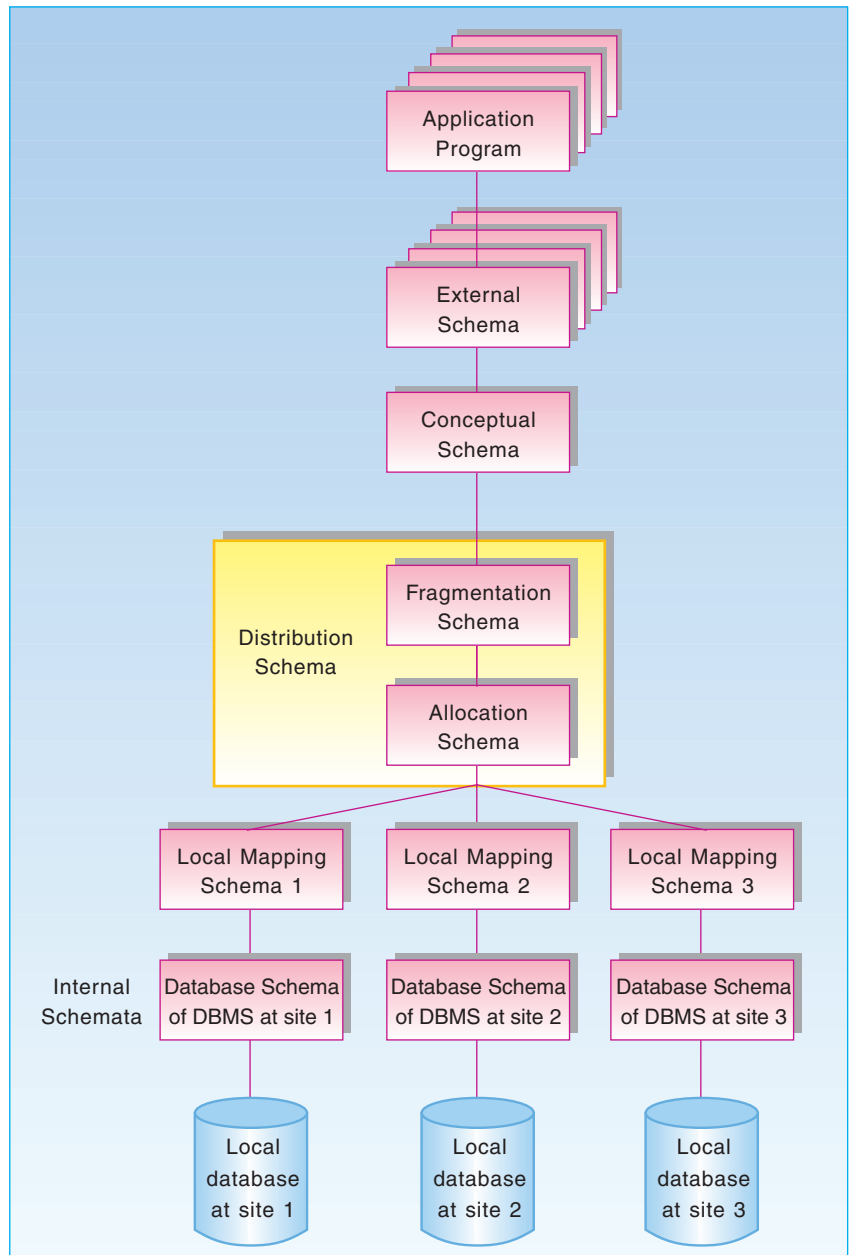 Application
Program
External
Schema
Conceptual
Schema
Fragmentation
Schema
Distribution
Schema
Allocation
Schema
Local Mapping
Schema 1
Local Mapping
Schema 2
Local Mapping
Schema 3
Internal
Schemata
Database Schema
of DBMS at site 1
Database Schema
of DBMS at site 2
Database Schema
of DBMS at site 3
Local
database
at site 1
Local
database
at site 2
Local
database
at site 3